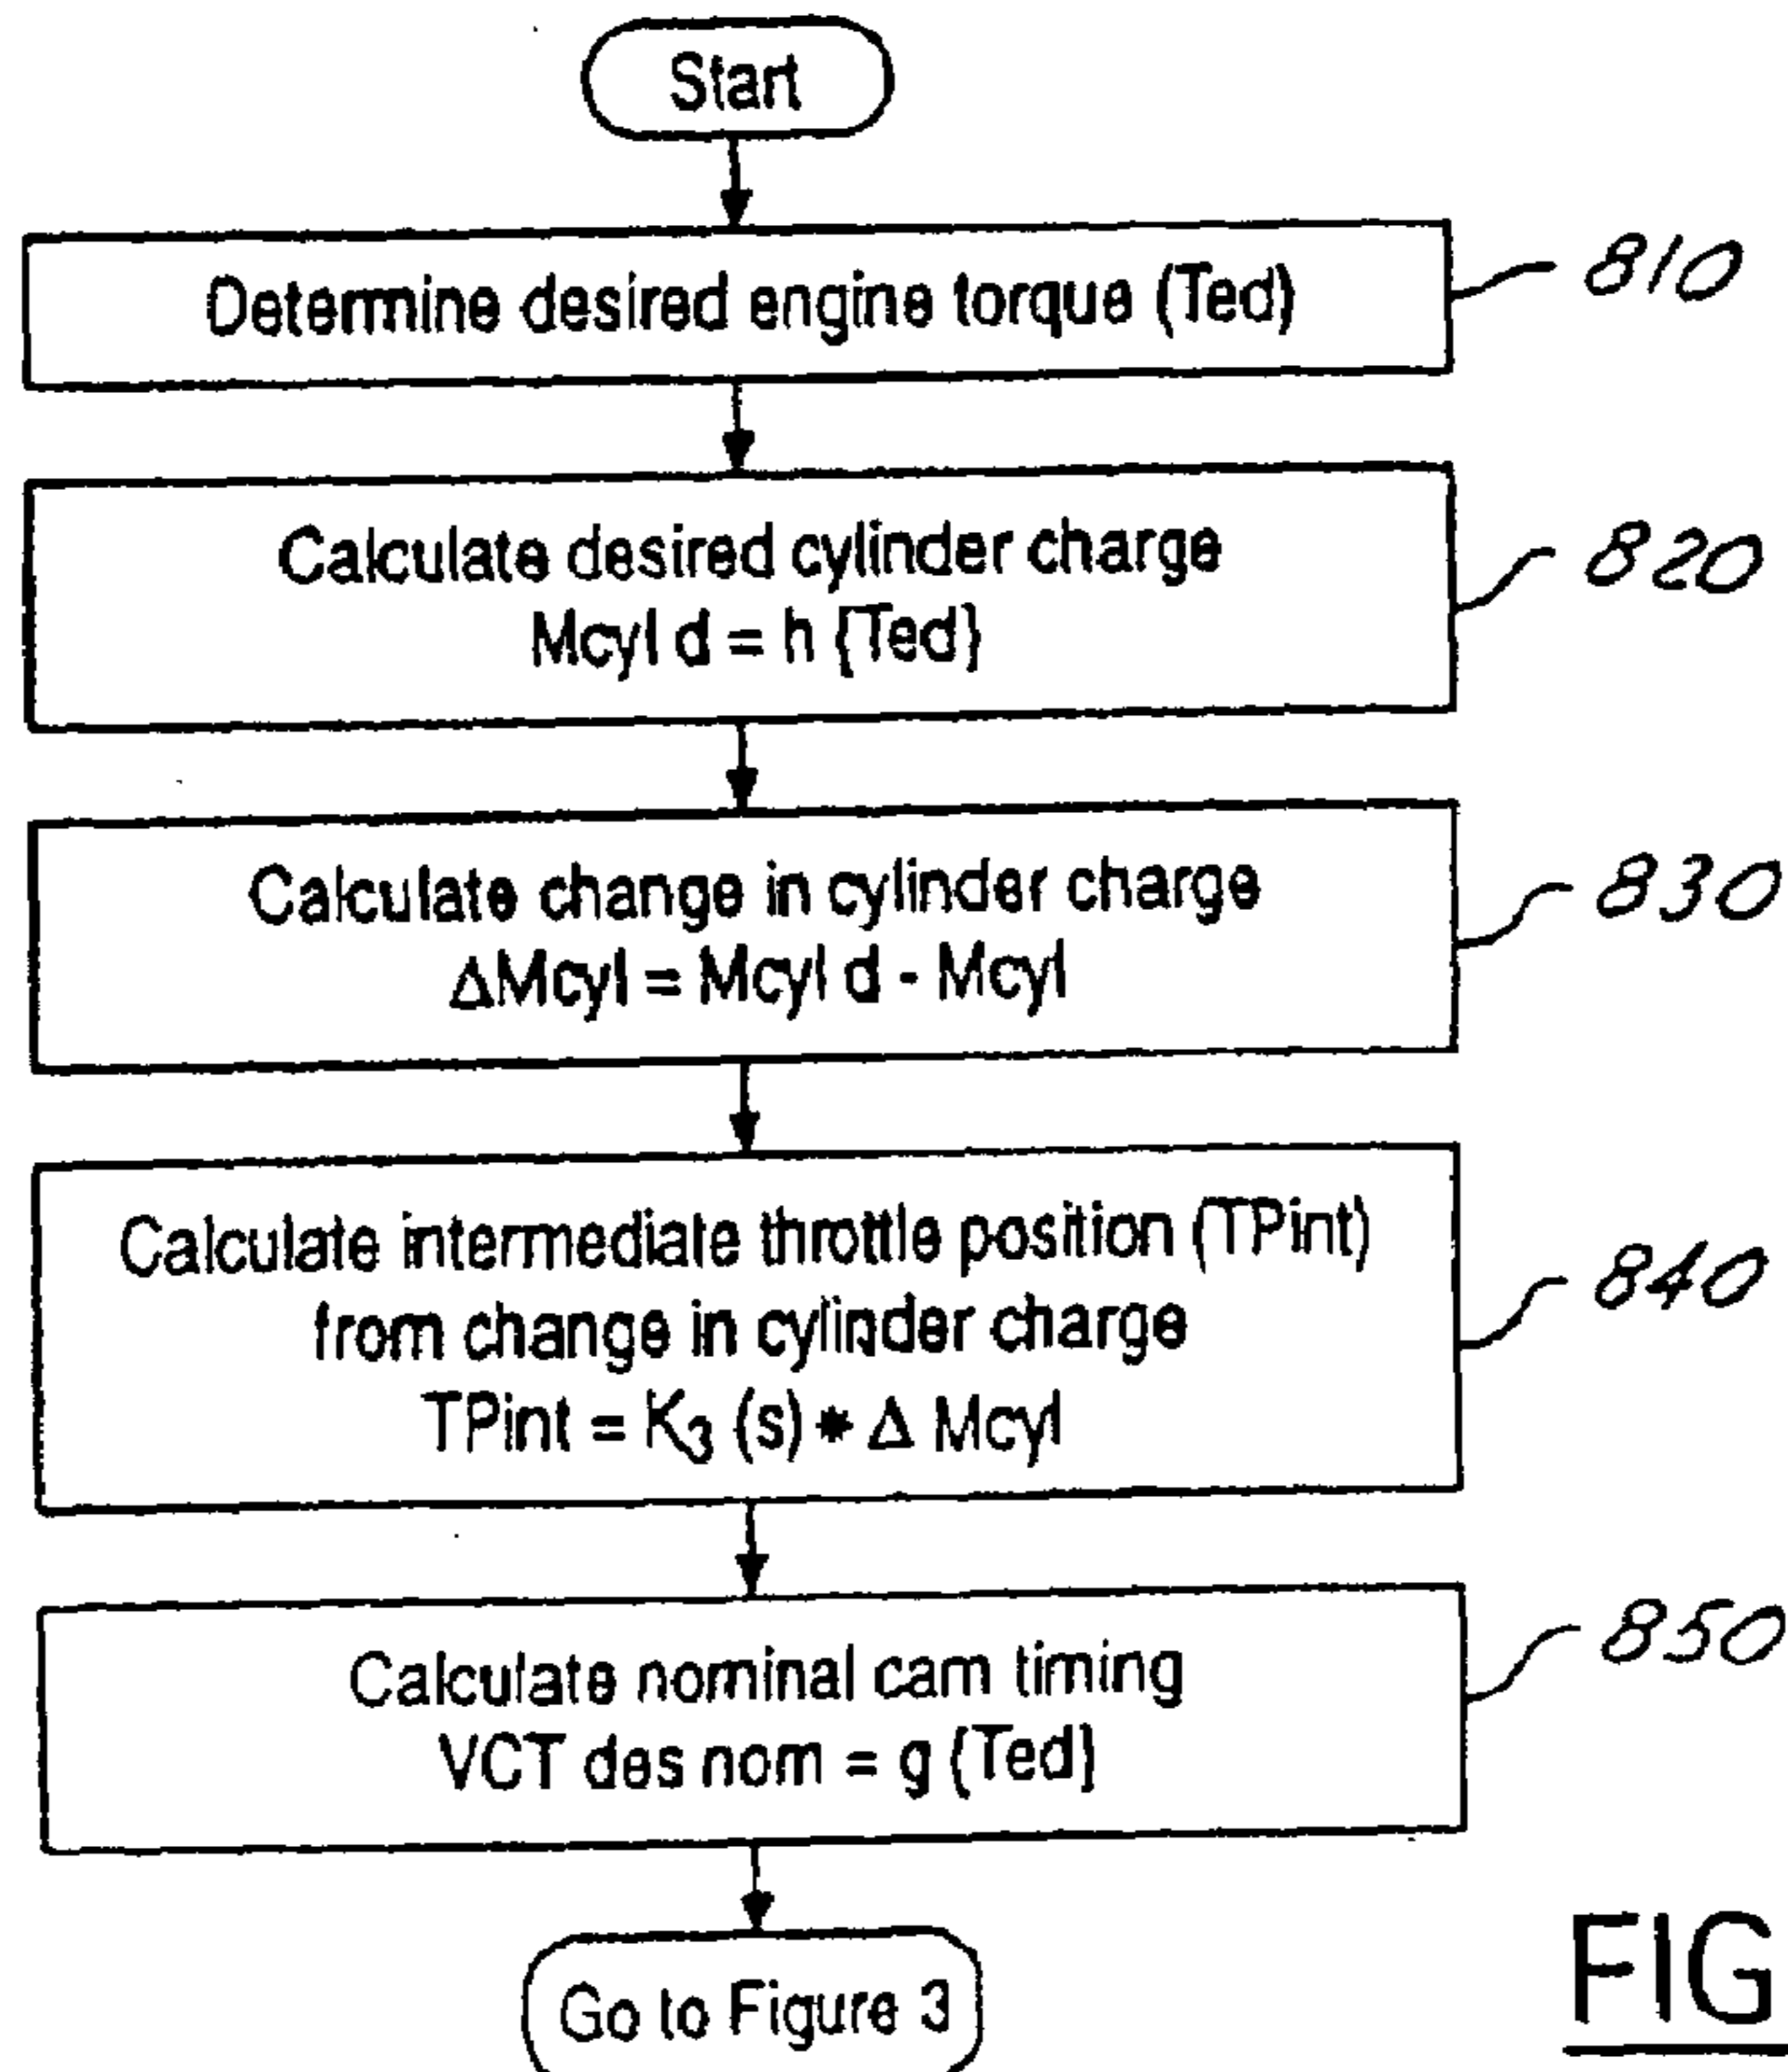 Start
Determine desired engine torque (Ted)
810
Calculate desired cylinder charge
Mcyl d = h (Ted)
820
Calculate change in cylinder charge
ΔMcyl = Mcyl d - Mcyl
830
Calculate intermediate throttle position (TPint)
from change in cylinder charge
TPint = K₃ (s) * Δ Mcyl
840
Calculate nominal cam timing
VCT des nom = g (Ted)
850
Go to Figure 3
FIG